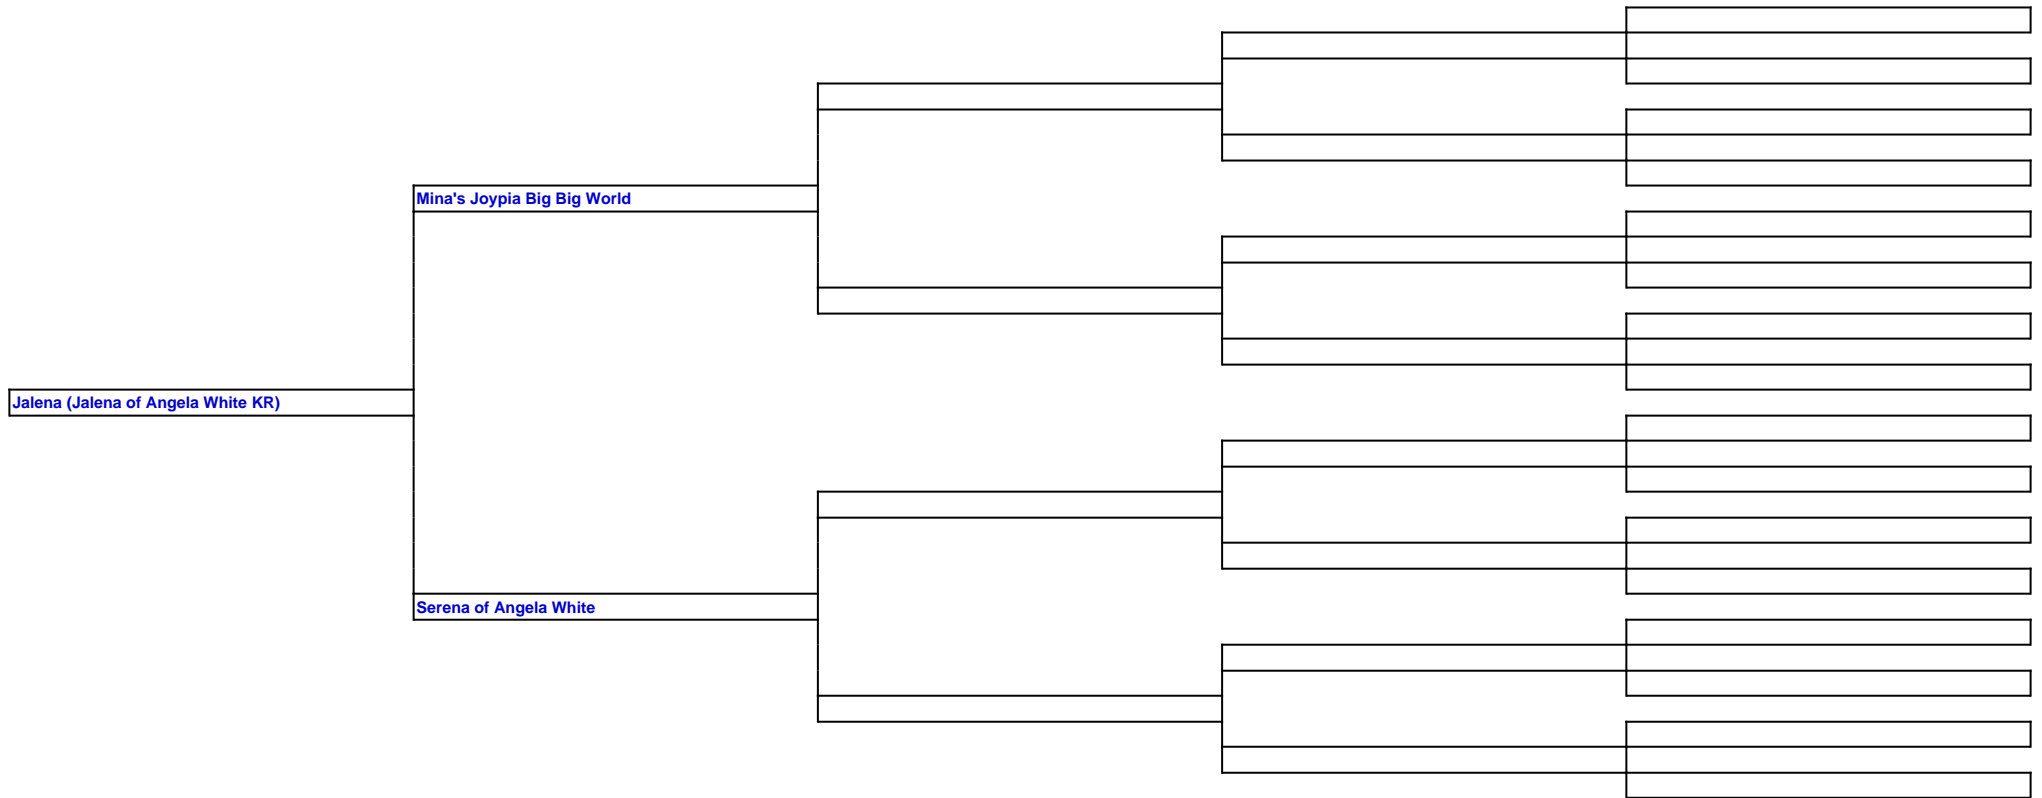 Mina's Joypia Big Big World
Jalena (Jalena of Angela White KR)
Serena of Angela White